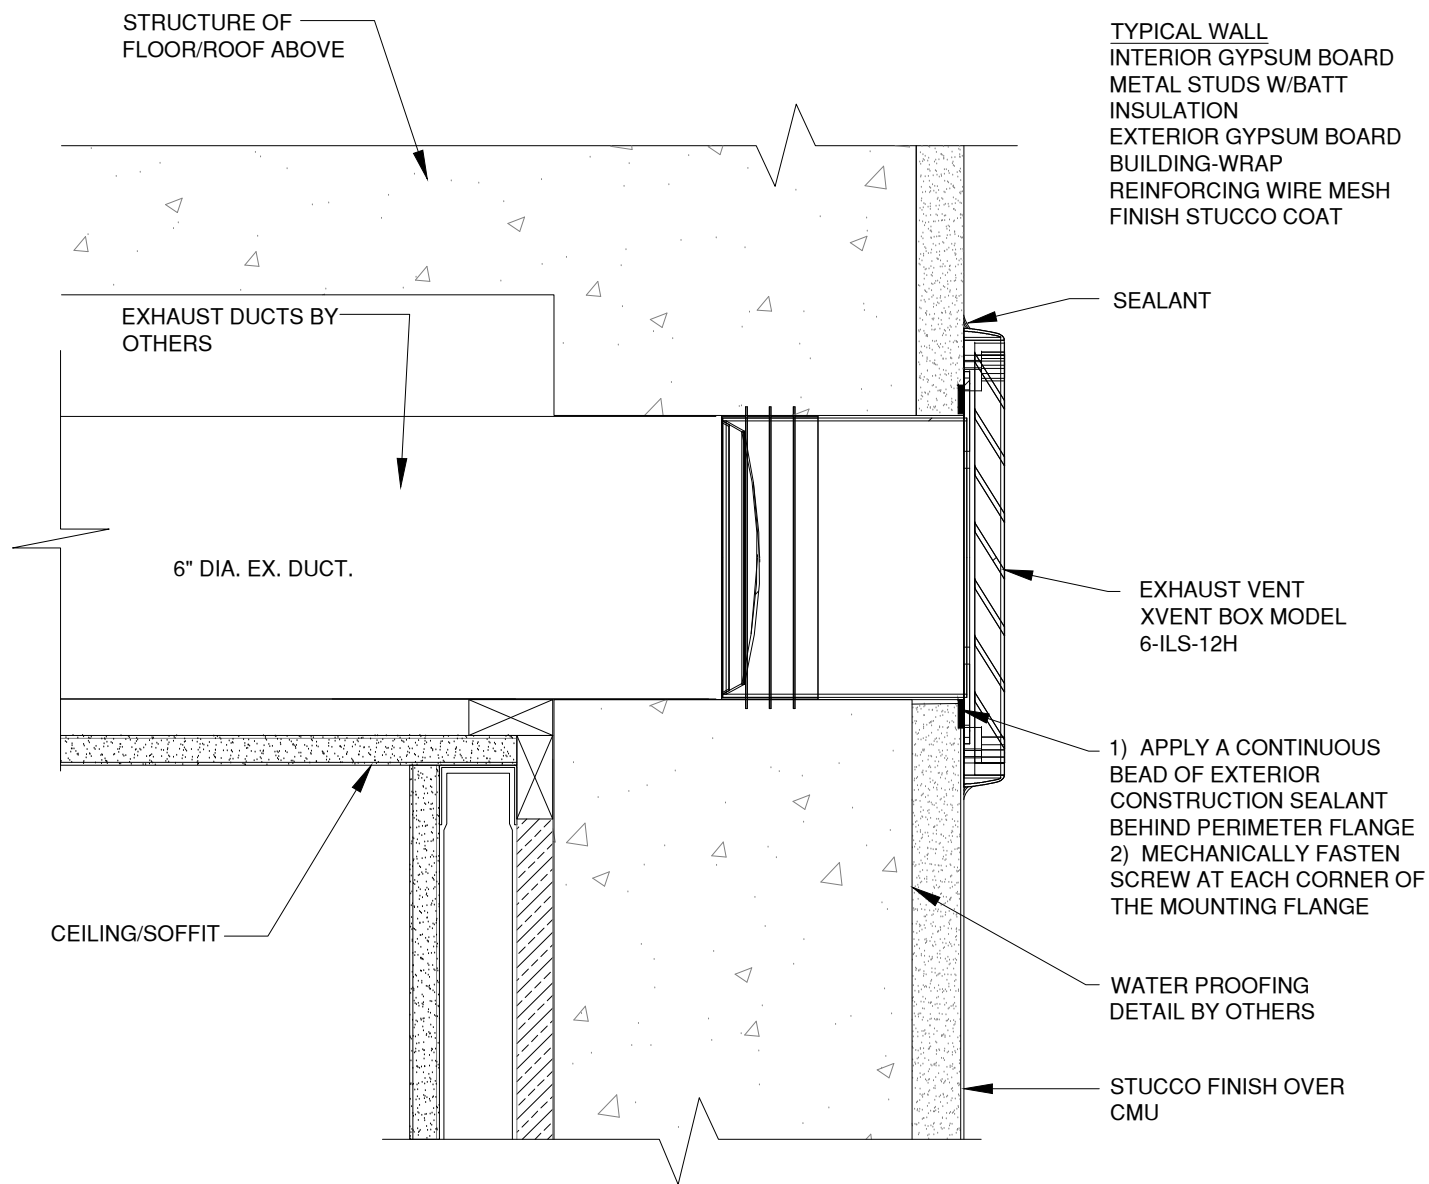 STRUCTURE OF
FLOOR/ROOF ABOVE
TYPICAL WALL
INTERIOR GYPSUM BOARD
METAL STUDS W/BATT
INSULATION
EXTERIOR GYPSUM BOARD
BUILDING-WRAP
REINFORCING WIRE MESH
FINISH STUCCO COAT
SEALANT
EXHAUST DUCTS BY
OTHERS
6" DIA. EX. DUCT.
EXHAUST VENT
XVENT BOX MODEL
6-ILS-12H
1) APPLY A CONTINUOUS
BEAD OF EXTERIOR
CONSTRUCTION SEALANT
BEHIND PERIMETER FLANGE
2) MECHANICALLY FASTEN
SCREW AT EACH CORNER OF
THE MOUNTING FLANGE
CEILING/SOFFIT
WATER PROOFING
DETAIL BY OTHERS
STUCCO FINISH OVER
CMU